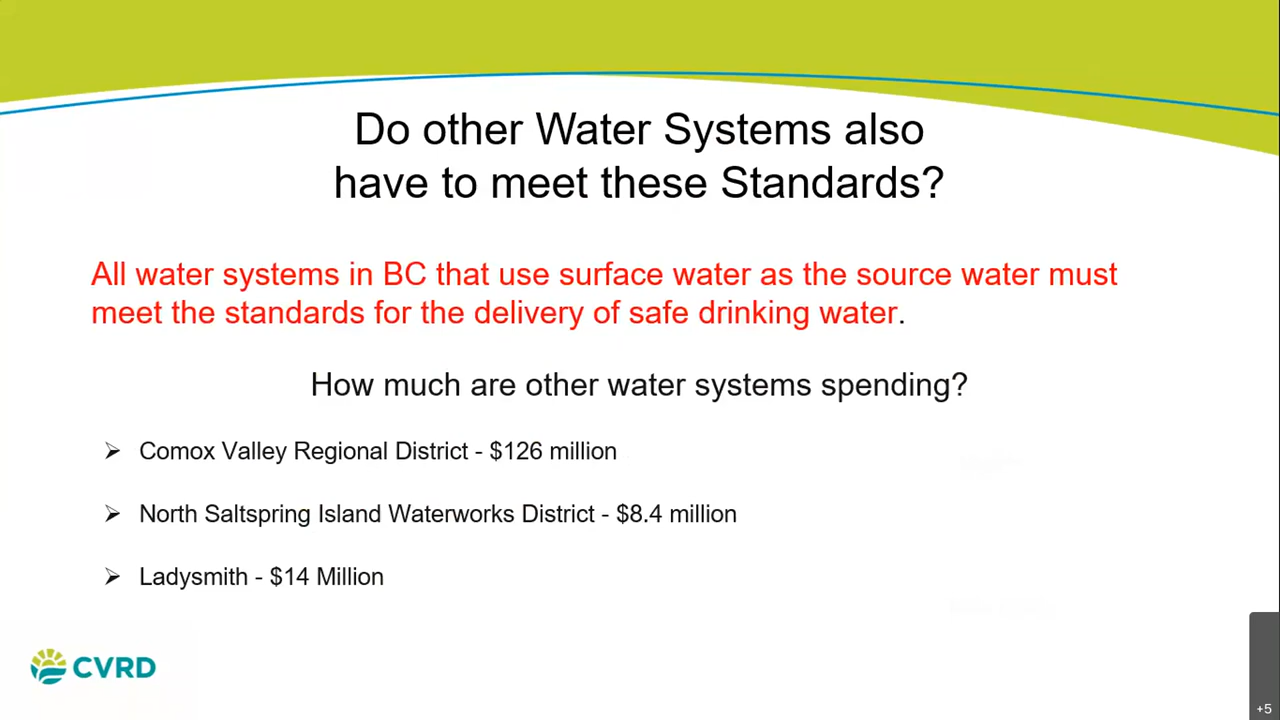 Do other Water Systems also
have to meet these Standards?
All water systems in BC that use surface water as the source water must
meet the standards for the delivery of safe drinking water.
How much are other water systems spending?
Comox Valley Regional District - $126 million
North Saltspring Island Waterworks District - $8.4 million
Ladysmith - $14 Million
CVRD
+5